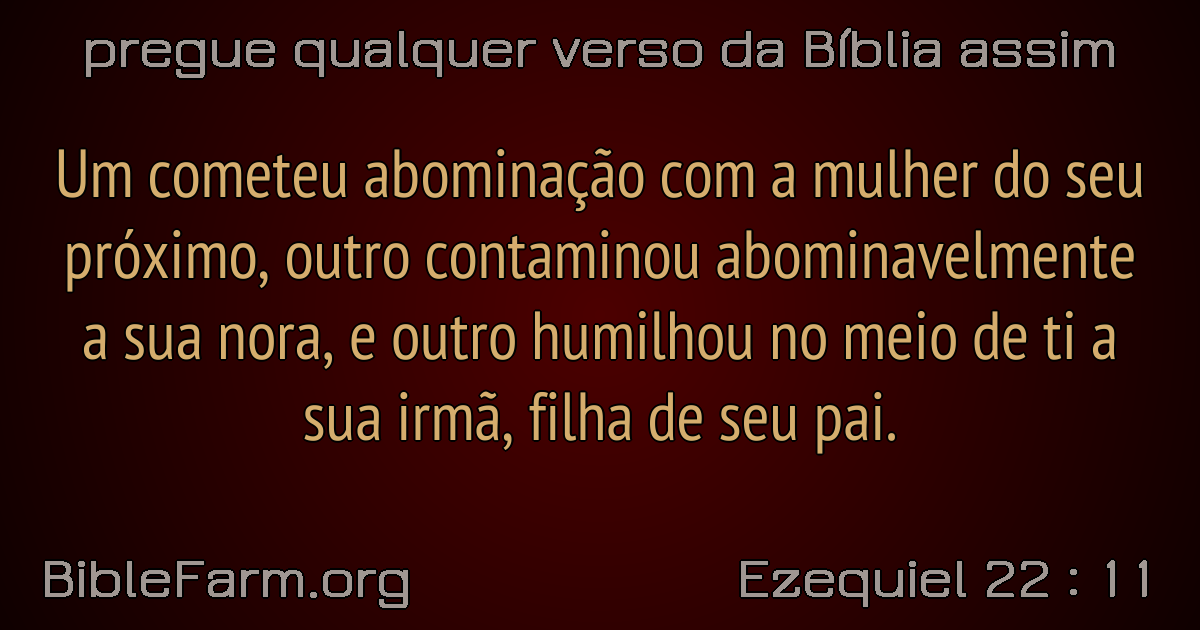 pregue qualquer verso da Bíblia assim
Um cometeu abominação com a mulher do seu
próximo, outro contaminou abominavelmente
a sua nora, e outro humilhou no meio de ti a
sua irmã, filha de seu pai.
BibleFarm.org
Ezequiel 22 : 11